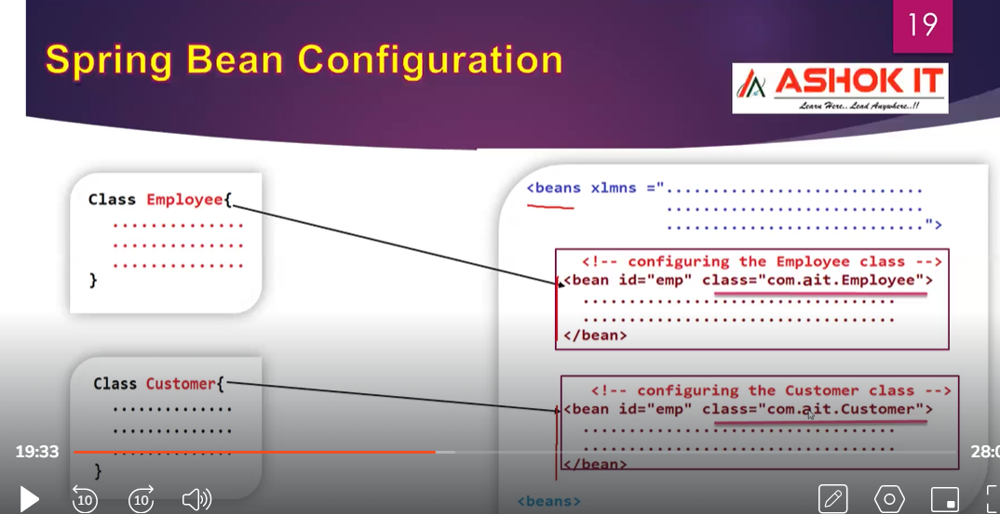 19
Spring Bean Configuration
ASHOK IT
Learn Here.. Lead Anywhere..!!
Class Employee{
..............
..............
..............
}
<beans xlmns ="............................
............................
............................">
<!-- configuring the Employee class -->
<bean id="emp" class="com.ait.Employee">
..................................
..................................
</bean>
Class Customer{
.............
.............
.............
}
<!-- configuring the Customer class -->
<bean id="emp" class="com.ait.Customer">
..................................
..................................
</bean>
<beans>
19:33
28:0
10
10